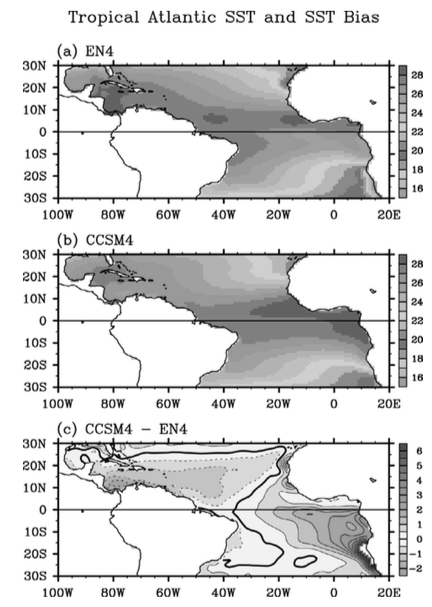 Tropical Atlantic SST and SST Bias
(a) EN4
30N
20N
10N
0
10S
20S
30S
100W 80W 60W 40W 20W 0 20E
28
26
24
22
20
18
16
(b) CCSM4
30N
20N
10N
0
10S
20S
30S
100W 80W 60W 40W 20W 0 20E
28
26
24
22
20
18
16
(c) CCSM4 − EN4
30N
20N
10N
0
10S
20S
30S
100W 80W 60W 40W 20W 0 20E
6
5
4
3
2
1
0
−1
−2